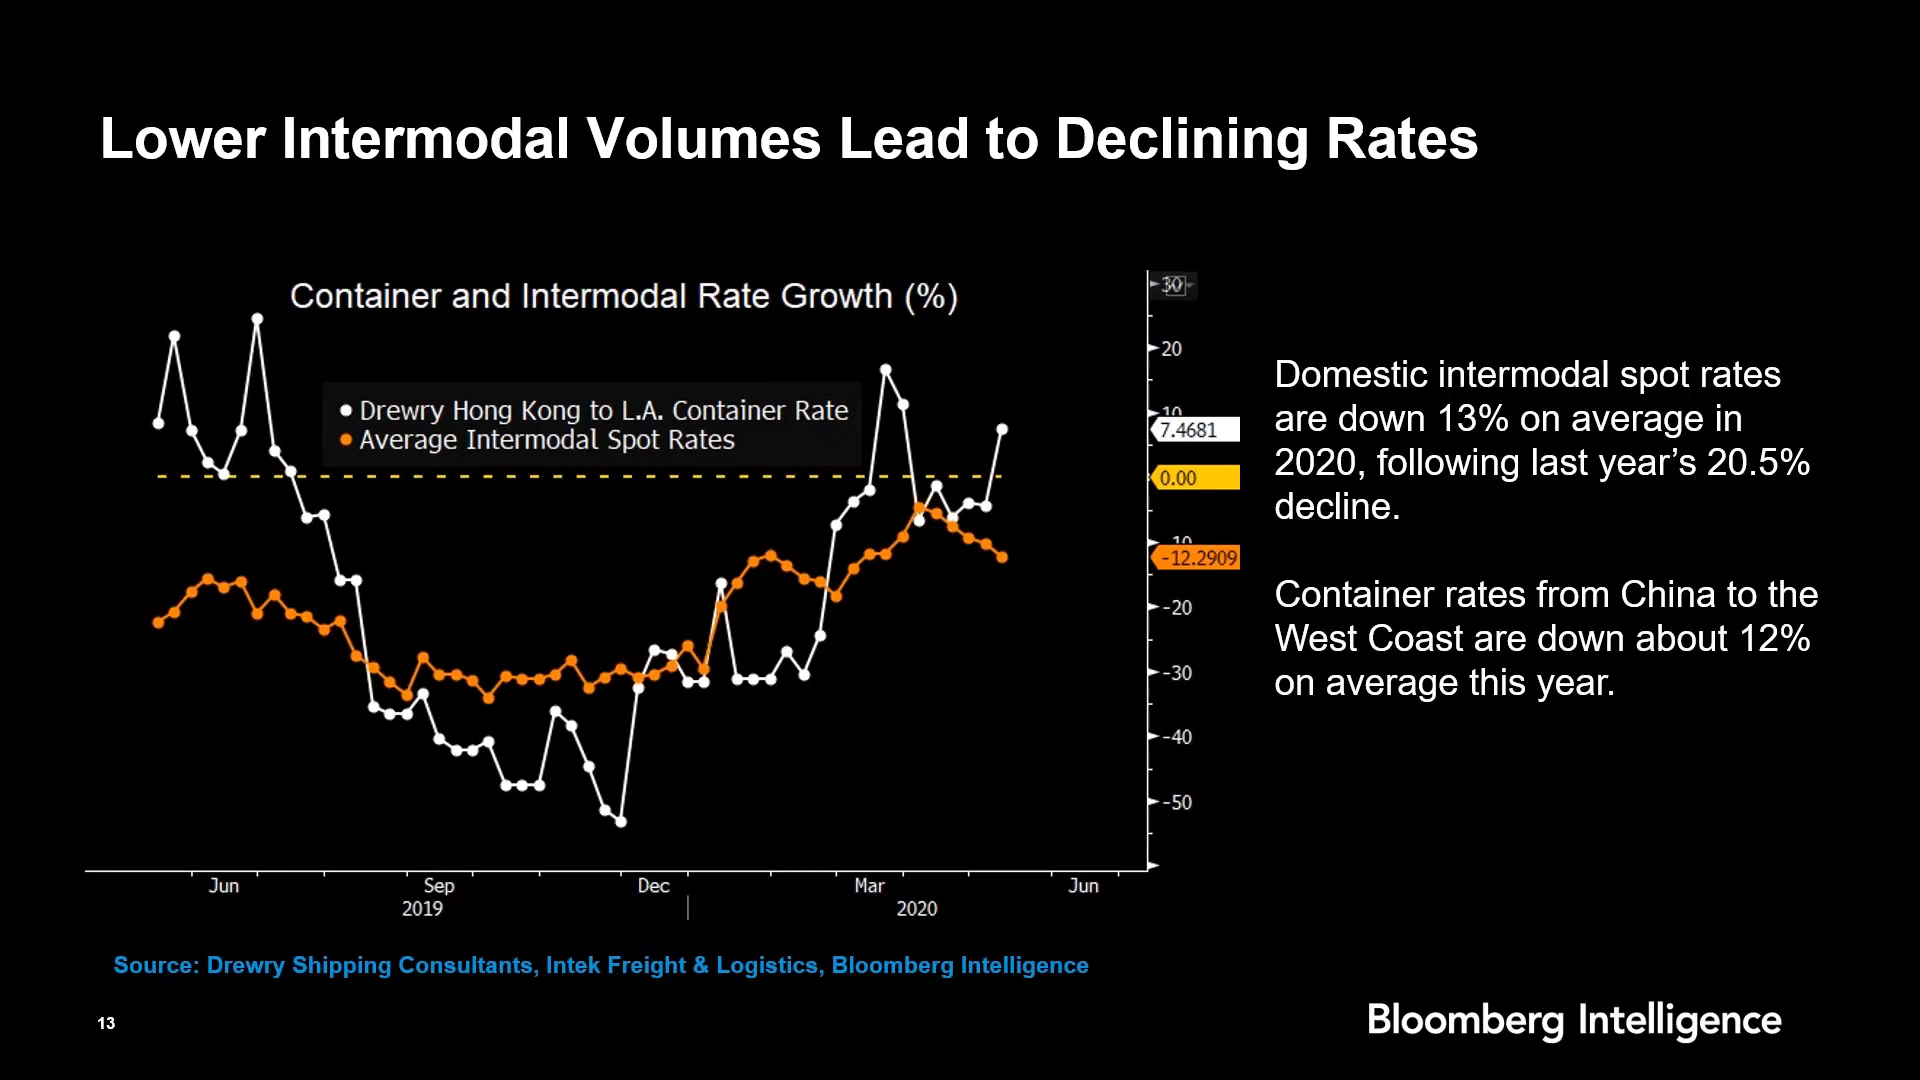 Lower Intermodal Volumes Lead to Declining Rates
Container and Intermodal Rate Growth (%)
Drewry Hong Kong to L.A. Container Rate
Average Intermodal Spot Rates
30
20
10
7.4681
0.00
-10
-12.2909
-20
-30
-40
-50
Jun Sep Dec Mar Jun
2019 2020
Domestic intermodal spot rates
are down 13% on average in
2020, following last year’s 20.5%
decline.
Container rates from China to the
West Coast are down about 12%
on average this year.
Source: Drewry Shipping Consultants, Intek Freight & Logistics, Bloomberg Intelligence
13
Bloomberg Intelligence